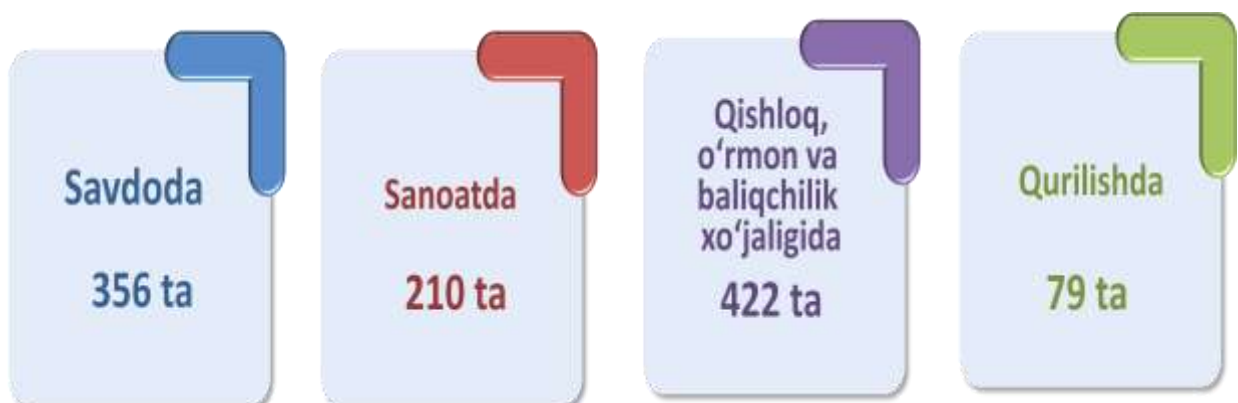 Savdoda
356 ta
Sanoatda
210 ta
Qishloq,
o‘rmon va
baliqchilik
xo‘jaligida
422 ta
Qurilishda
79 ta